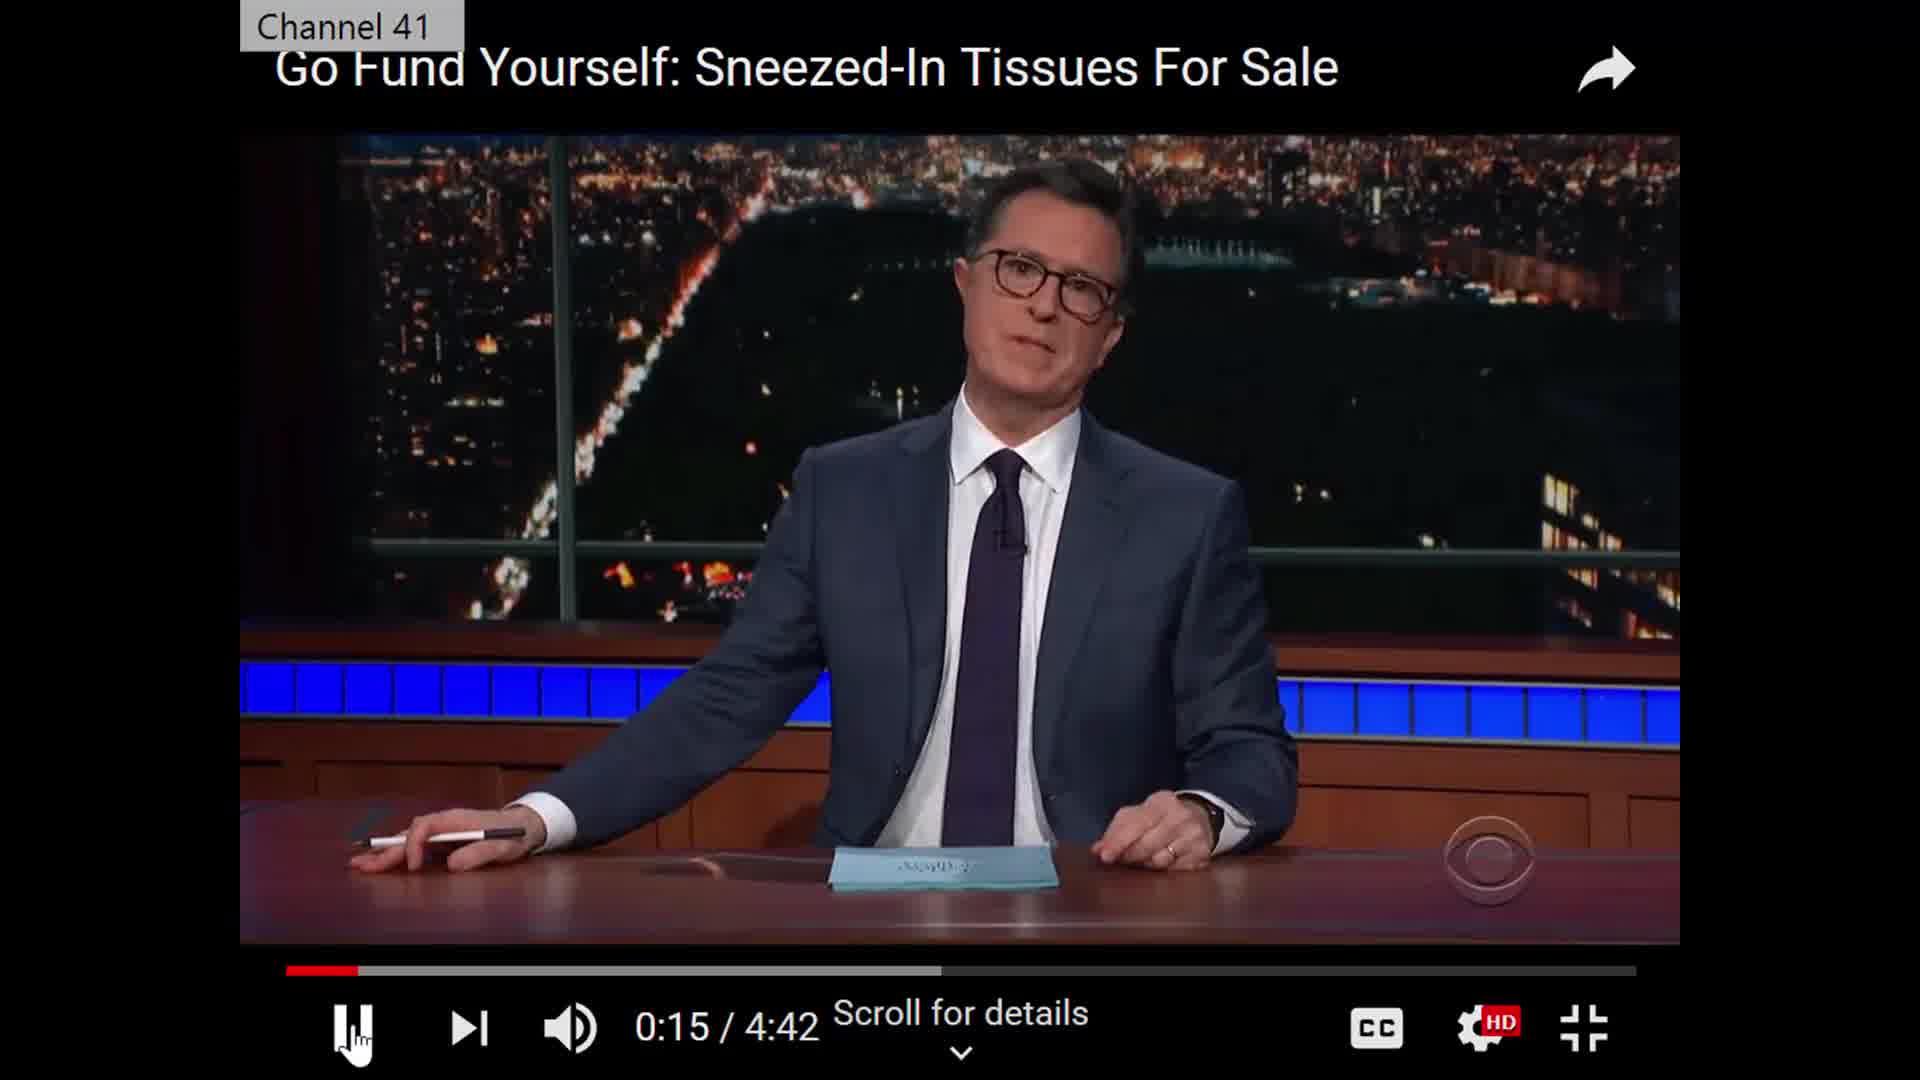 Channel 41
Go Fund Yourself: Sneezed-In Tissues For Sale
0:15 / 4:42
Scroll for details
CC
HD